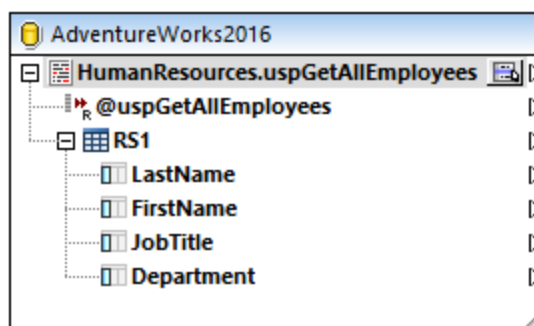 AdventureWorks2016
HumanResources.uspGetAllEmployees
R @uspGetAllEmployees
RS1
LastName
FirstName
JobTitle
Department